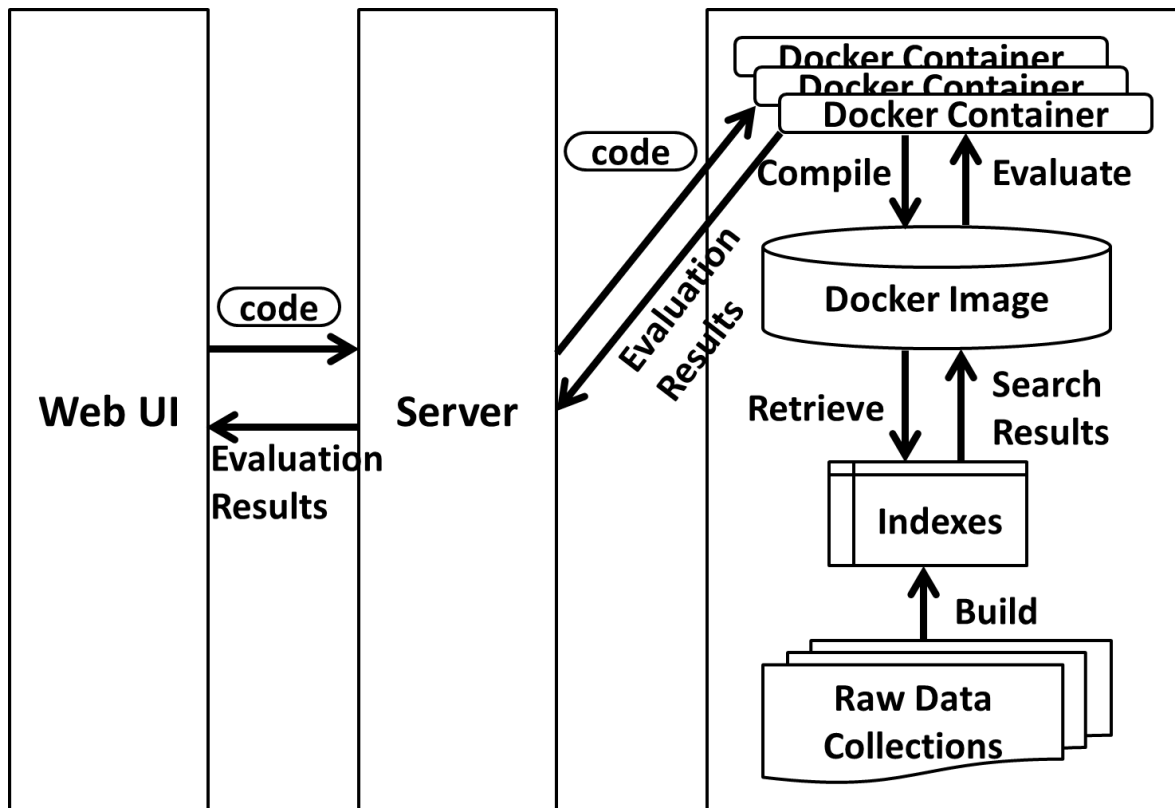 Web UI
code
Evaluation
Results
Server
code
Evaluation
Results
Docker Container
Docker Container
Docker Container
Compile
Evaluate
Docker Image
Retrieve
Search
Results
Indexes
Build
Raw Data
Collections